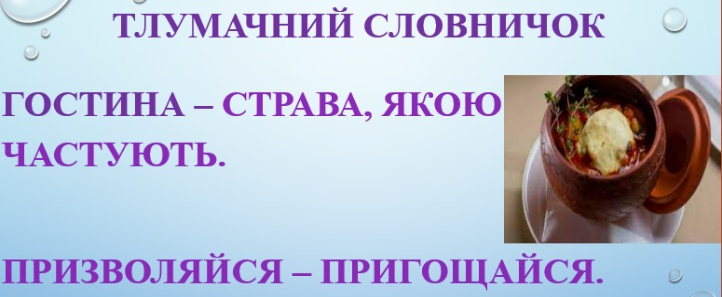 ТЛУМАЧНИЙ СЛОВНИЧОК
ГОСТИНА – СТРАВА, ЯКОЮ
ЧАСТУЮТЬ.
ПРИЗВОЛЯЙСЯ – ПРИГОЩАЙСЯ.